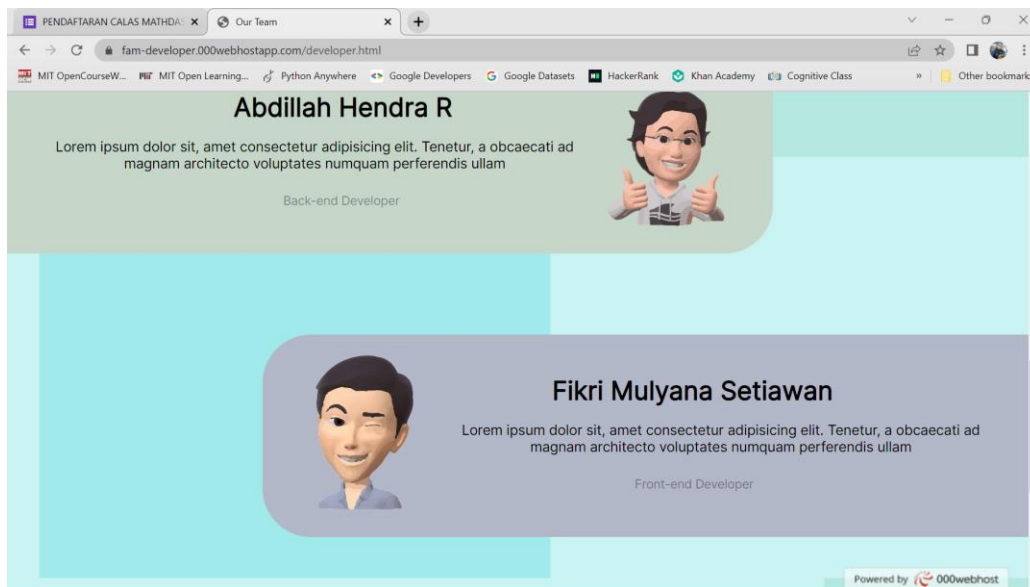 PENDAFTARAN CALAS MATHDA
Our Team
fam-developer.000webhostapp.com/developer.html
MIT OpenCourseW...
MIT Open Learning...
Python Anywhere
Google Developers
Google Datasets
HackerRank
Khan Academy
Cognitive Class
»
Other bookmark
Abdillah Hendra R
Lorem ipsum dolor sit, amet consectetur adipisicing elit. Tenetur, a obcaecati ad
magnam architecto voluptates numquam perferendis ullam
Back-end Developer
Fikri Mulyana Setiawan
Lorem ipsum dolor sit, amet consectetur adipisicing elit. Tenetur, a obcaecati ad
magnam architecto voluptates numquam perferendis ullam
Front-end Developer
Powered by 000webhost